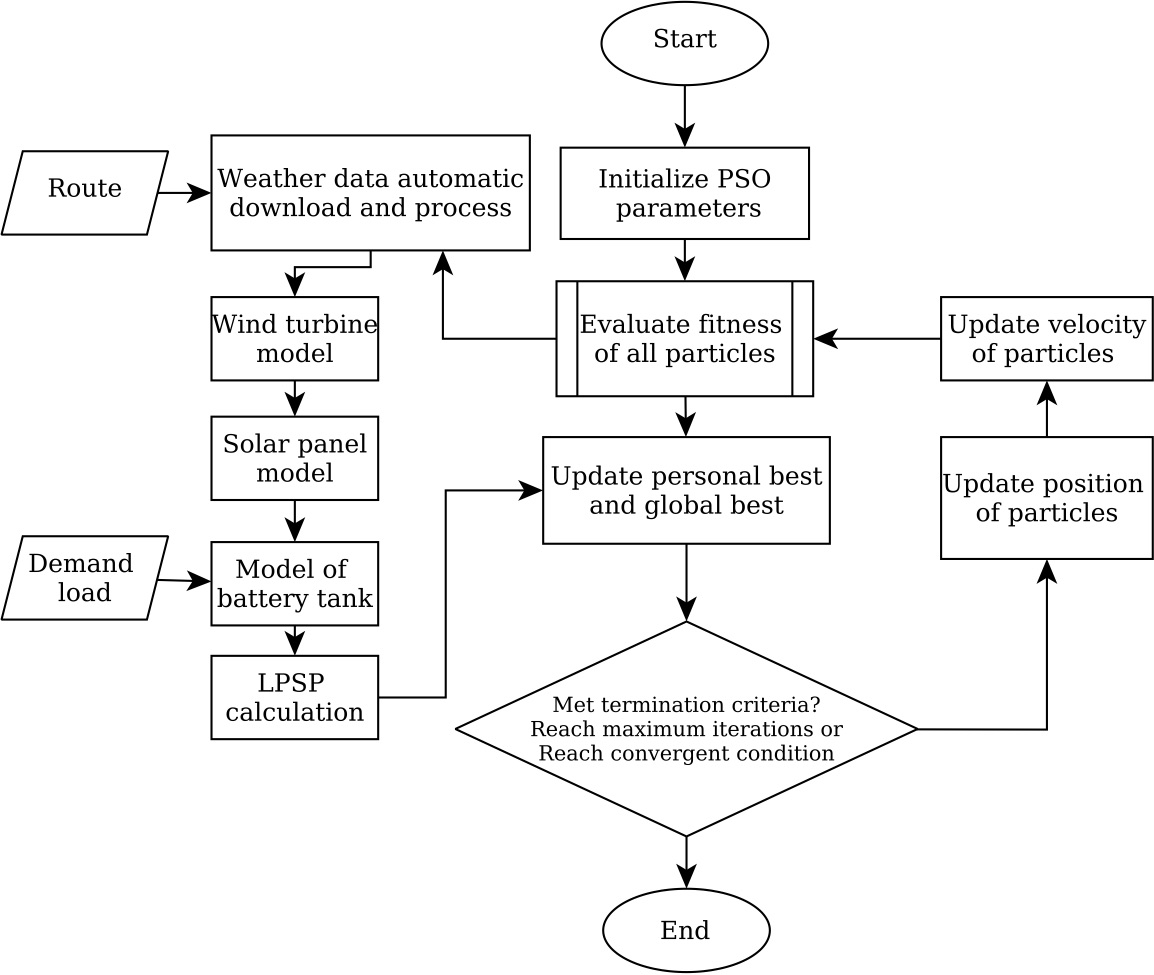 Start
Initialize PSO
parameters
Route
Weather data automatic
download and process
Wind turbine
model
Evaluate fitness
of all particles
Update velocity
of particles
Solar panel
model
Update personal best
and global best
Update position
of particles
Demand
load
Model of
battery tank
LPSP
calculation
Met termination criteria?
Reach maximum iterations or
Reach convergent condition
End